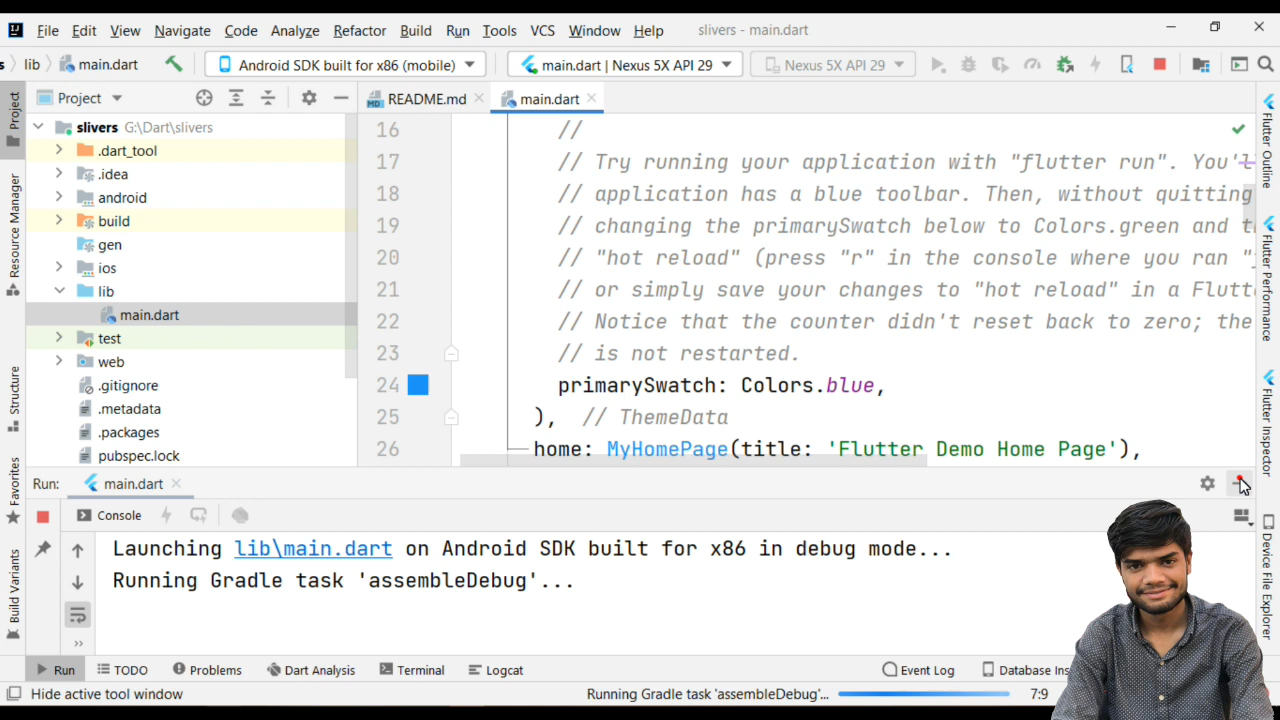 File Edit View Navigate Code Analyze Refactor Build Run Tools VCS Window Help slivers - main.dart
s lib main.dart Android SDK built for x86 (mobile) main.dart | Nexus 5X API 29 Nexus 5X API 29
Project
README.md
main.dart
Project
Resource Manager
Structure
Favorites
Build Variants
slivers G:\Dart\slivers
.dart_tool
.idea
android
build
gen
ios
lib
main.dart
test
web
.gitignore
.metadata
.packages
pubspec.lock
16 //
17 // Try running your application with "flutter run". You'll
18 // application has a blue toolbar. Then, without quitting
19 // changing the primarySwatch below to Colors.green and
20 // "hot reload" (press "r" in the console where you ran
21 // or simply save your changes to "hot reload" in a
22 // Notice that the counter didn't reset back to zero; the
23 // is not restarted.
24 primarySwatch: Colors.blue,
25 ), // ThemeData
26 home: MyHomePage(title: 'Flutter Demo Home Page'),
Flutter Outline
Flutter Performance
Flutter Inspector
Device File Explorer
Run: main.dart
Console
Launching lib\main.dart on Android SDK built for x86 in debug mode...
Running Gradle task 'assembleDebug'...
Run TODO Problems Dart Analysis Terminal Logcat Event Log Database
Hide active tool window Running Gradle task 'assembleDebug'... 7:9